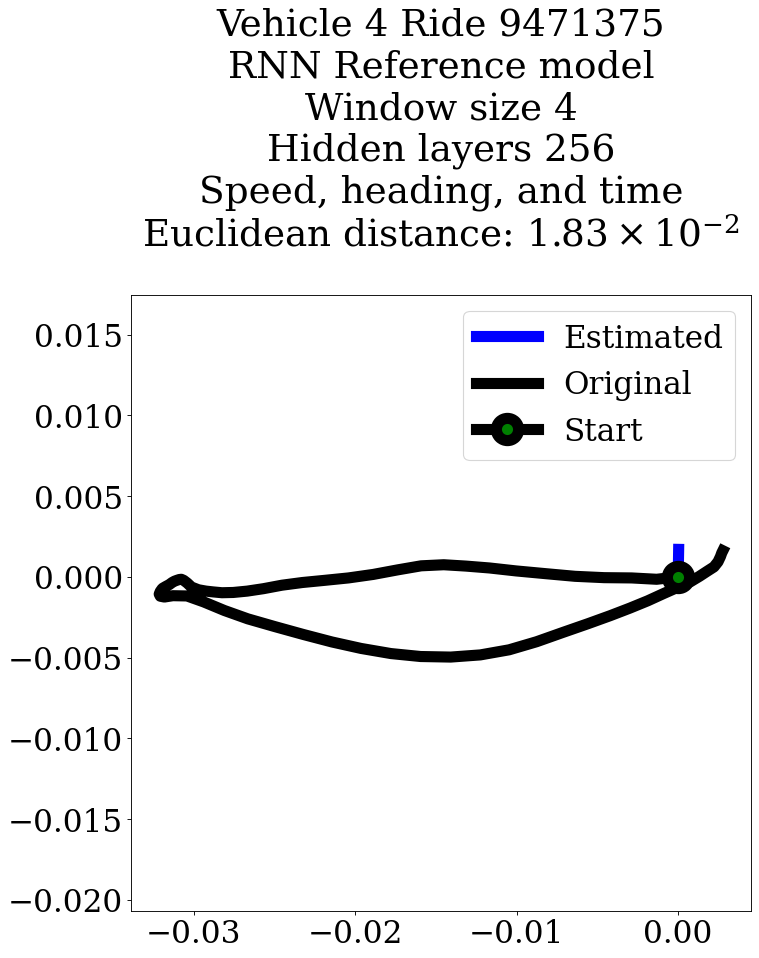 Vehicle 4 Ride 9471375
RNN Reference model
Window size 4
Hidden layers 256
Speed, heading, and time
Euclidean distance: 1.83 × 10⁻²
Estimated
Original
Start
0.015
0.010
0.005
0.000
−0.005
−0.010
−0.015
−0.020
−0.03 −0.02 −0.01 0.00